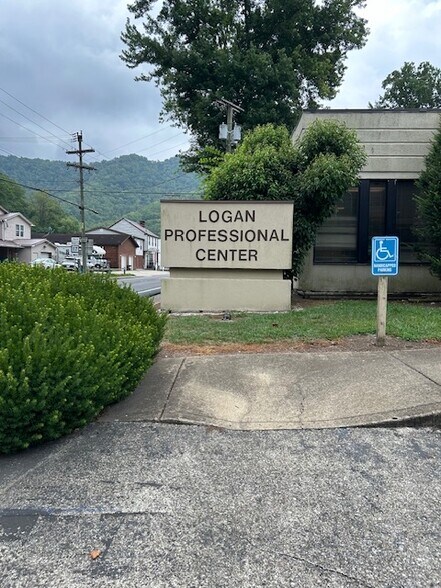 LOGAN
PROFESSIONAL
CENTER
HANDICAPPED
PARKING